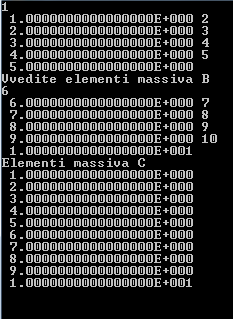 1
1.0000000000000000E+000 2
2.0000000000000000E+000 3
3.0000000000000000E+000 4
4.0000000000000000E+000 5
5.0000000000000000E+000
Vvedite elementi massiva B
6
6.0000000000000000E+000 7
7.0000000000000000E+000 8
8.0000000000000000E+000 9
9.0000000000000000E+000 10
1.0000000000000000E+001
Elementi massiva C
1.0000000000000000E+000
2.0000000000000000E+000
3.0000000000000000E+000
4.0000000000000000E+000
5.0000000000000000E+000
6.0000000000000000E+000
7.0000000000000000E+000
8.0000000000000000E+000
9.0000000000000000E+000
1.0000000000000000E+001